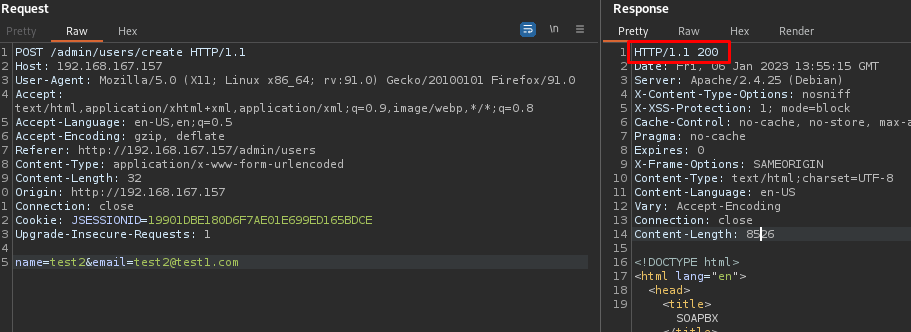 Request
Pretty Raw Hex \n ≡
1 POST /admin/users/create HTTP/1.1
2 Host: 192.168.167.157
3 User-Agent: Mozilla/5.0 (X11; Linux x86_64; rv:91.0) Gecko/20100101 Firefox/91.0
4 Accept:
text/html,application/xhtml+xml,application/xml;q=0.9,image/webp,*/*;q=0.8
5 Accept-Language: en-US,en;q=0.5
6 Accept-Encoding: gzip, deflate
7 Referer: http://192.168.167.157/admin/users
8 Content-Type: application/x-www-form-urlencoded
9 Content-Length: 32
0 Origin: http://192.168.167.157
1 Connection: close
2 Cookie: JSESSIONID=19901DBE180D6F7AE01E699ED165BDCE
3 Upgrade-Insecure-Requests: 1
4
5 name=test2&email=test2@test1.com
Response
Pretty Raw Hex Render
1 HTTP/1.1 200
2 Date: Fri, 06 Jan 2023 13:55:15 GMT
3 Server: Apache/2.4.25 (Debian)
4 X-Content-Type-Options: nosniff
5 X-XSS-Protection: 1; mode=block
6 Cache-Control: no-cache, no-store, max-a
7 Pragma: no-cache
8 Expires: 0
9 X-Frame-Options: SAMEORIGIN
10 Content-Type: text/html;charset=UTF-8
11 Content-Language: en-US
12 Vary: Accept-Encoding
13 Connection: close
14 Content-Length: 8526
15
16 <!DOCTYPE html>
17 <html lang="en">
18 <head>
19 <title>
SOAPBX
</title>